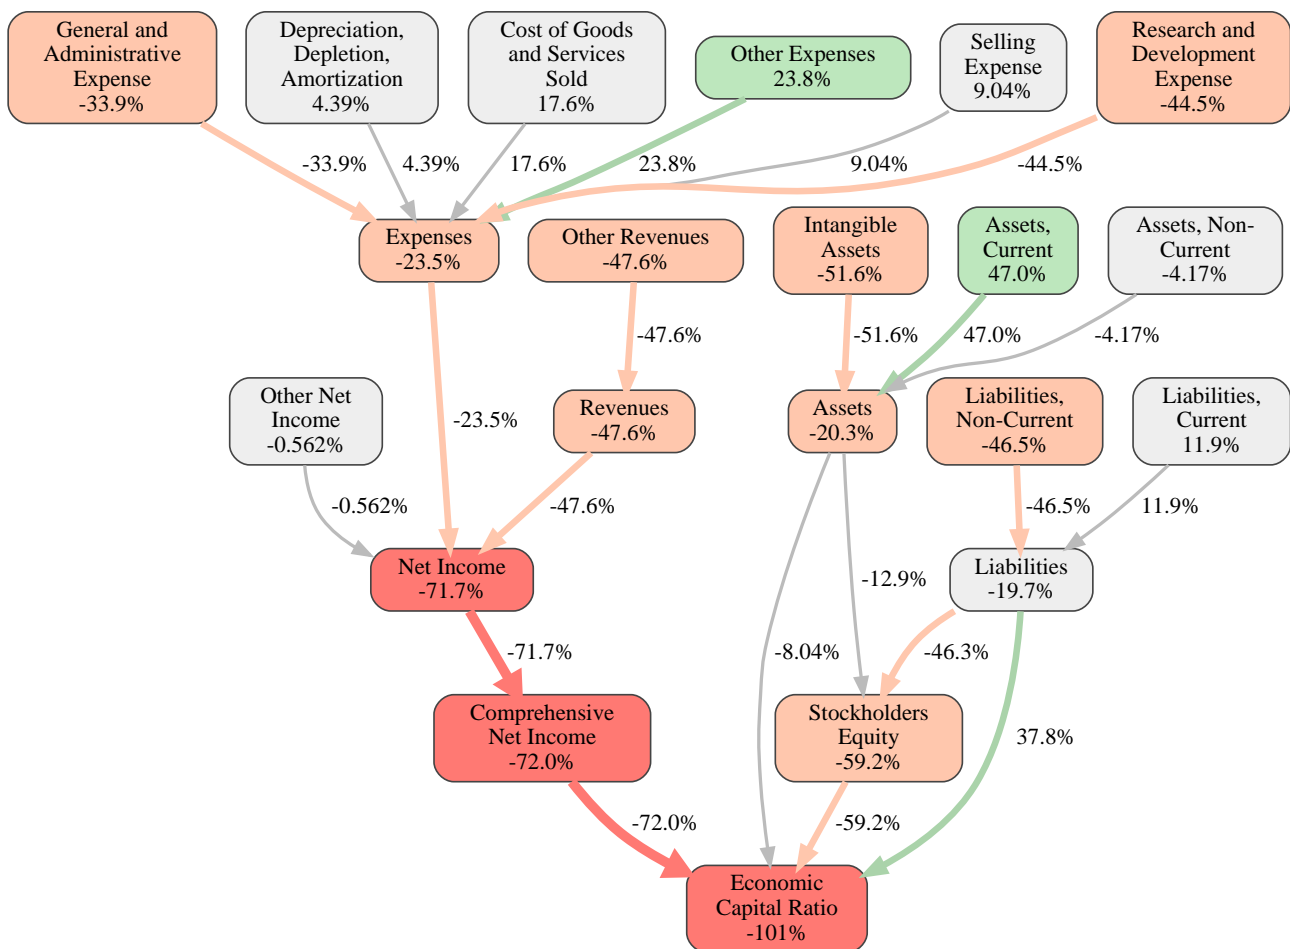 General and
Administrative
Expense
-33.9%
Depreciation,
Depletion,
Amortization
4.39%
Cost of Goods
and Services
Sold
17.6%
Other Expenses
23.8%
Selling
Expense
9.04%
Research and
Development
Expense
-44.5%
-33.9%
4.39%
17.6%
23.8%
9.04%
-44.5%
Expenses
-23.5%
Other Revenues
-47.6%
Intangible
Assets
-51.6%
Assets,
Current
47.0%
Assets, Non-
Current
-4.17%
-47.6%
-51.6%
47.0%
-4.17%
Other Net
Income
-0.562%
-23.5%
Revenues
-47.6%
Assets
-20.3%
Liabilities,
Non-Current
-46.5%
Liabilities,
Current
11.9%
-0.562%
-47.6%
-46.5%
11.9%
Net Income
-71.7%
-12.9%
Liabilities
-19.7%
-71.7%
-8.04%
-46.3%
Comprehensive
Net Income
-72.0%
Stockholders
Equity
-59.2%
37.8%
-72.0%
-59.2%
Economic
Capital Ratio
-101%